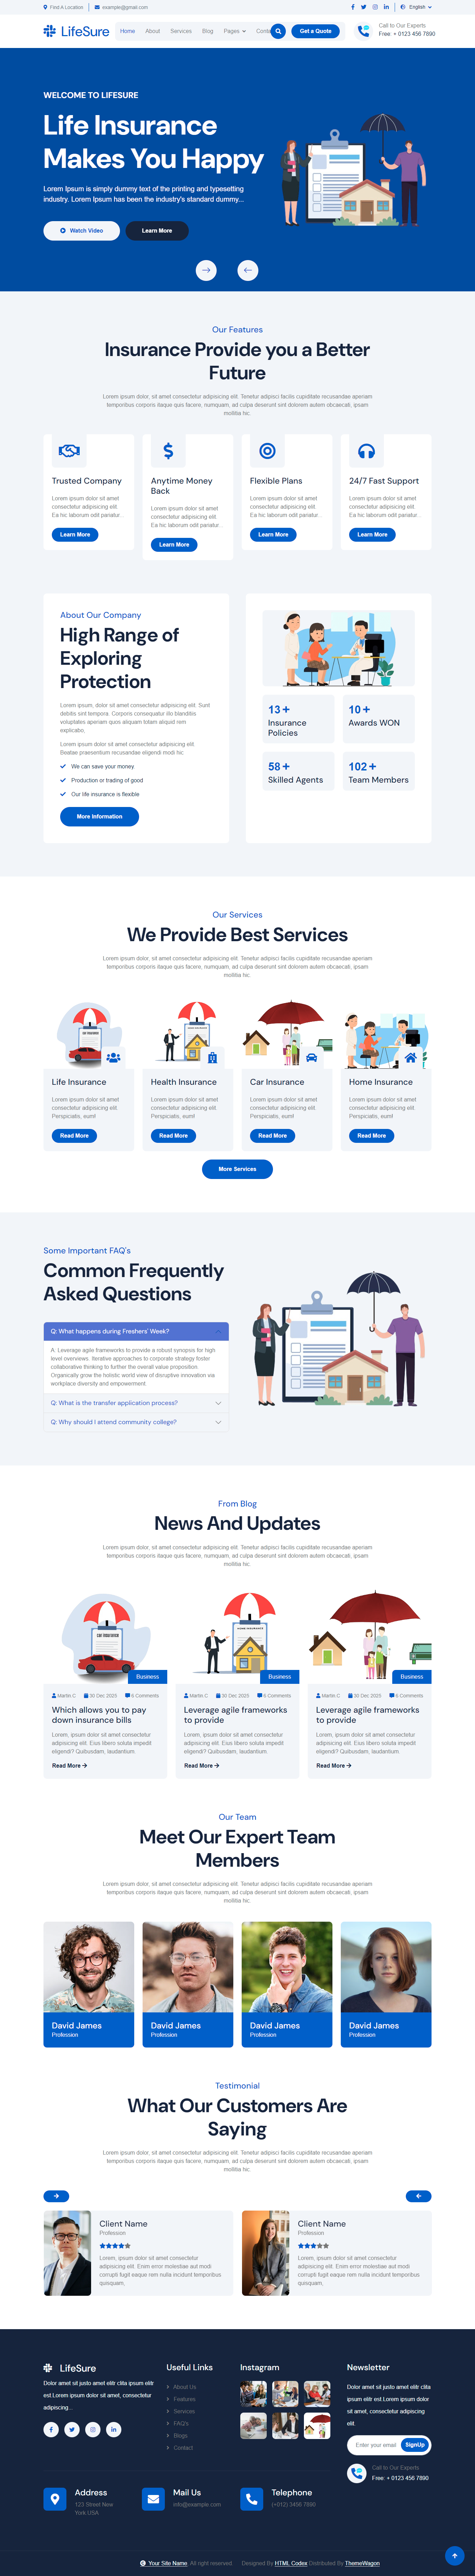 Find A Location
example@gmail.com
English
LifeSure
Home
About
Services
Blog
Pages
Conta
Get a Quote
Call to Our Experts
Free: + 0123 456 7890
WELCOME TO LIFESURE
Life Insurance
Makes You Happy
Lorem Ipsum is simply dummy text of the printing and typesetting
industry. Lorem Ipsum has been the industry's standard dummy...
Watch Video
Learn More
Our Features
Insurance Provide you a Better
Future
Lorem ipsum dolor, sit amet consectetur adipisicing elit. Tenetur adipisci facilis cupiditate recusandae aperiam
temporibus corporis itaque quis facere, numquam, ad culpa deserunt sint dolorem autem obcaecati, ipsam
mollitia hic.
Trusted Company
Lorem ipsum dolor sit amet
consectetur adipisicing elit.
Ea hic laborum odit pariatur...
Learn More
Anytime Money
Back
Lorem ipsum dolor sit amet
consectetur adipisicing elit.
Ea hic laborum odit pariatur...
Learn More
Flexible Plans
Lorem ipsum dolor sit amet
consectetur adipisicing elit.
Ea hic laborum odit pariatur...
Learn More
24/7 Fast Support
Lorem ipsum dolor sit amet
consectetur adipisicing elit.
Ea hic laborum odit pariatur...
Learn More
About Our Company
High Range of
Exploring
Protection
Lorem ipsum, dolor sit amet consectetur adipisicing elit. Sunt
debitis sint tempora. Corporis consequatur illo blanditiis
voluptates aperiam quos aliquam totam aliquid rem
explicabo,
Lorem ipsum dolor sit amet consectetur adipisicing elit.
Beatae praesentium recusandae eligendi modi hic.
We can save your money.
Production or trading of good
Our life insurance is flexible
More Information
13 +
Insurance
Policies
10 +
Awards WON
58 +
Skilled Agents
102 +
Team Members
Our Services
We Provide Best Services
Lorem ipsum dolor, sit amet consectetur adipisicing elit. Tenetur adipisci facilis cupiditate recusandae aperiam
temporibus corporis itaque quis facere, numquam, ad culpa deserunt sint dolorem autem obcaecati, ipsam
mollitia hic.
Life Insurance
Lorem ipsum dolor sit amet
consectetur adipisicing elit.
Perspiciatis, eum!
Read More
Health Insurance
Lorem ipsum dolor sit amet
consectetur adipisicing elit.
Perspiciatis, eum!
Read More
Car Insurance
Lorem ipsum dolor sit amet
consectetur adipisicing elit.
Perspiciatis, eum!
Read More
Home Insurance
Lorem ipsum dolor sit amet
consectetur adipisicing elit.
Perspiciatis, eum!
Read More
More Services
Some Important FAQ's
Common Frequently
Asked Questions
Q: What happens during Freshers' Week?
A: Leverage agile frameworks to provide a robust synopsis for high
level overviews. Iterative approaches to corporate strategy foster
collaborative thinking to further the overall value proposition.
Organically grow the holistic world view of disruptive innovation via
workplace diversity and empowerment.
Q: What is the transfer application process?
Q: Why should I attend community college?
From Blog
News And Updates
Lorem ipsum dolor, sit amet consectetur adipisicing elit. Tenetur adipisci facilis cupiditate recusandae aperiam
temporibus corporis itaque quis facere, numquam, ad culpa deserunt sint dolorem autem obcaecati, ipsam
mollitia hic.
Business
Martin.C
30 Dec 2025
6 Comments
Which allows you to pay
down insurance bills
Lorem, ipsum dolor sit amet consectetur
adipisicing elit. Eius libero soluta impedit
eligendi? Quibusdam, laudantium.
Read More
Business
Martin.C
30 Dec 2025
6 Comments
Leverage agile frameworks
to provide
Lorem, ipsum dolor sit amet consectetur
adipisicing elit. Eius libero soluta impedit
eligendi? Quibusdam, laudantium.
Read More
Business
Martin.C
30 Dec 2025
6 Comments
Leverage agile frameworks
to provide
Lorem, ipsum dolor sit amet consectetur
adipisicing elit. Eius libero soluta impedit
eligendi? Quibusdam, laudantium.
Read More
Our Team
Meet Our Expert Team
Members
Lorem ipsum dolor, sit amet consectetur adipisicing elit. Tenetur adipisci facilis cupiditate recusandae aperiam
temporibus corporis itaque quis facere, numquam, ad culpa deserunt sint dolorem autem obcaecati, ipsam
mollitia hic.
David James
Profession
David James
Profession
David James
Profession
David James
Profession
Testimonial
What Our Customers Are
Saying
Lorem ipsum dolor, sit amet consectetur adipisicing elit. Tenetur adipisci facilis cupiditate recusandae aperiam
temporibus corporis itaque quis facere, numquam, ad culpa deserunt sint dolorem autem obcaecati, ipsam
mollitia hic.
Client Name
Profession
Lorem, ipsum dolor sit amet consectetur
adipisicing elit. Enim error molestiae aut modi
corrupti fugit eaque rem nulla incidunt temporibus
quisquam,
Client Name
Profession
Lorem, ipsum dolor sit amet consectetur
adipisicing elit. Enim error molestiae aut modi
corrupti fugit eaque rem nulla incidunt temporibus
quisquam,
LifeSure
Dolor amet sit justo amet elitr clita ipsum elitr
est.Lorem ipsum dolor sit amet, consectetur
adipiscing...
Useful Links
About Us
Features
Services
FAQ's
Blogs
Contact
Instagram
Newsletter
Dolor amet sit justo amet elitr clita
ipsum elitr est.Lorem ipsum dolor
sit amet, consectetur adipiscing
elit.
Enter your email
SignUp
Call to Our Experts
Free: + 0123 456 7890
Address
123 Street New
York.USA
Mail Us
info@example.com
Telephone
(+012) 3456 7890
Your Site Name, All right reserved.
Designed By HTML Codex Distributed By ThemeWagon